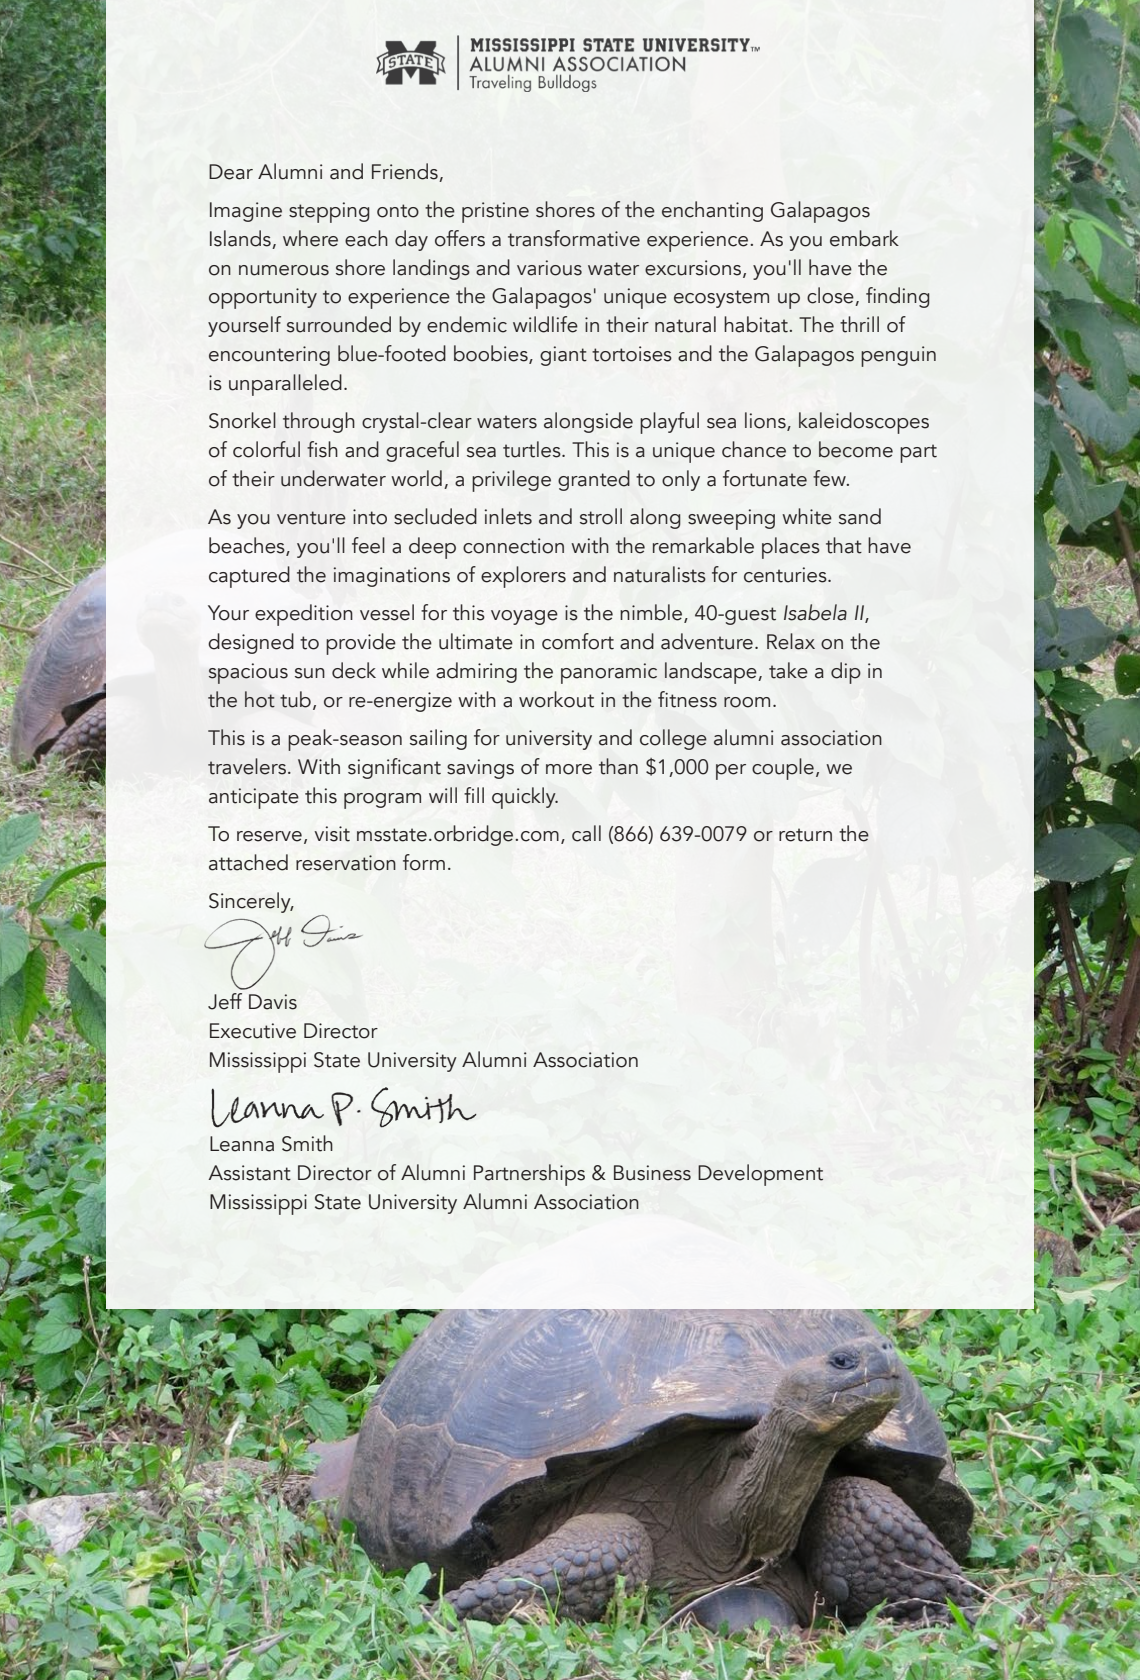 STATE
MISSISSIPPI STATE UNIVERSITY™
ALUMNI ASSOCIATION
Traveling Bulldogs
Dear Alumni and Friends,
Imagine stepping onto the pristine shores of the enchanting Galapagos
Islands, where each day offers a transformative experience. As you embark
on numerous shore landings and various water excursions, you'll have the
opportunity to experience the Galapagos' unique ecosystem up close, finding
yourself surrounded by endemic wildlife in their natural habitat. The thrill of
encountering blue-footed boobies, giant tortoises and the Galapagos penguin
is unparalleled.
Snorkel through crystal-clear waters alongside playful sea lions, kaleidoscopes
of colorful fish and graceful sea turtles. This is a unique chance to become part
of their underwater world, a privilege granted to only a fortunate few.
As you venture into secluded inlets and stroll along sweeping white sand
beaches, you'll feel a deep connection with the remarkable places that have
captured the imaginations of explorers and naturalists for centuries.
Your expedition vessel for this voyage is the nimble, 40-guest Isabela II,
designed to provide the ultimate in comfort and adventure. Relax on the
spacious sun deck while admiring the panoramic landscape, take a dip in
the hot tub, or re-energize with a workout in the fitness room.
This is a peak-season sailing for university and college alumni association
travelers. With significant savings of more than $1,000 per couple, we
anticipate this program will fill quickly.
To reserve, visit msstate.orbridge.com, call (866) 639-0079 or return the
attached reservation form.
Sincerely,
Jeff Davis
Jeff Davis
Executive Director
Mississippi State University Alumni Association
Leanna P. Smith
Leanna Smith
Assistant Director of Alumni Partnerships & Business Development
Mississippi State University Alumni Association